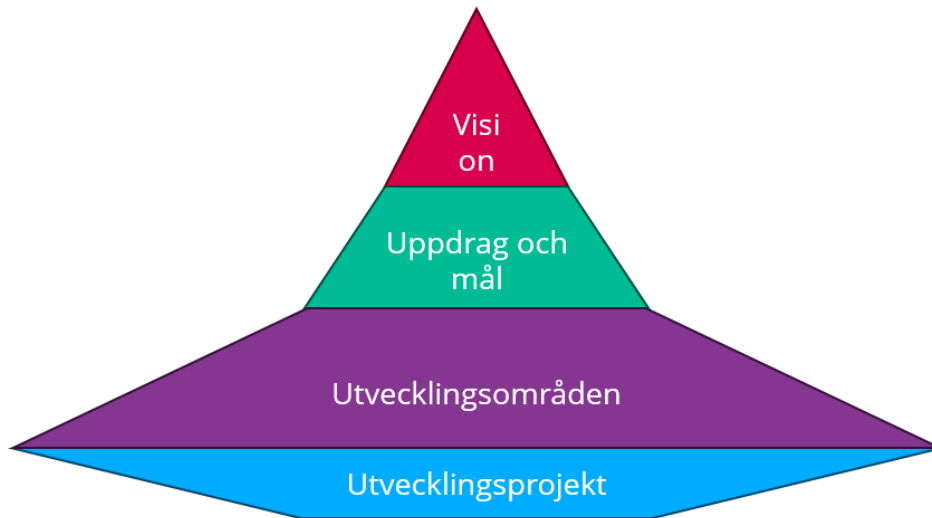 Visi
on
Uppdrag och
mål
Utvecklingsområden
Utvecklingsprojekt